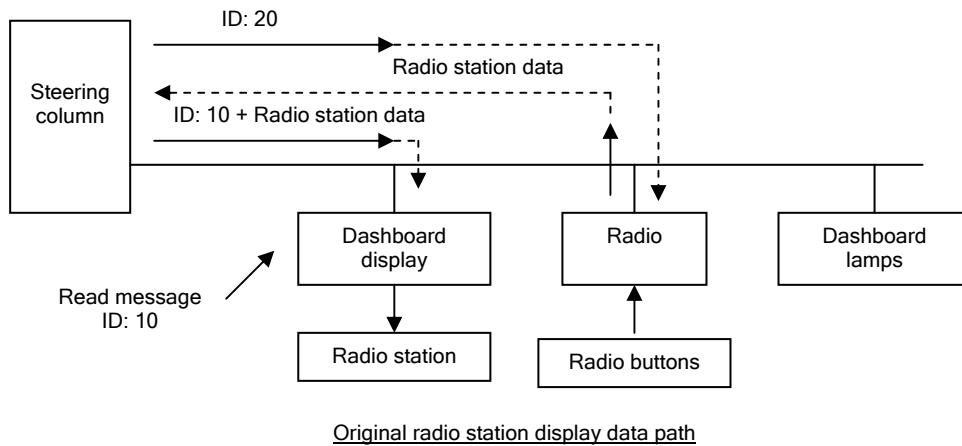 ID: 20
Radio station data
Steering
column
ID: 10 + Radio station data
Dashboard
display
Radio
Dashboard
lamps
Read message
ID: 10
Radio station
Radio buttons
Original radio station display data path